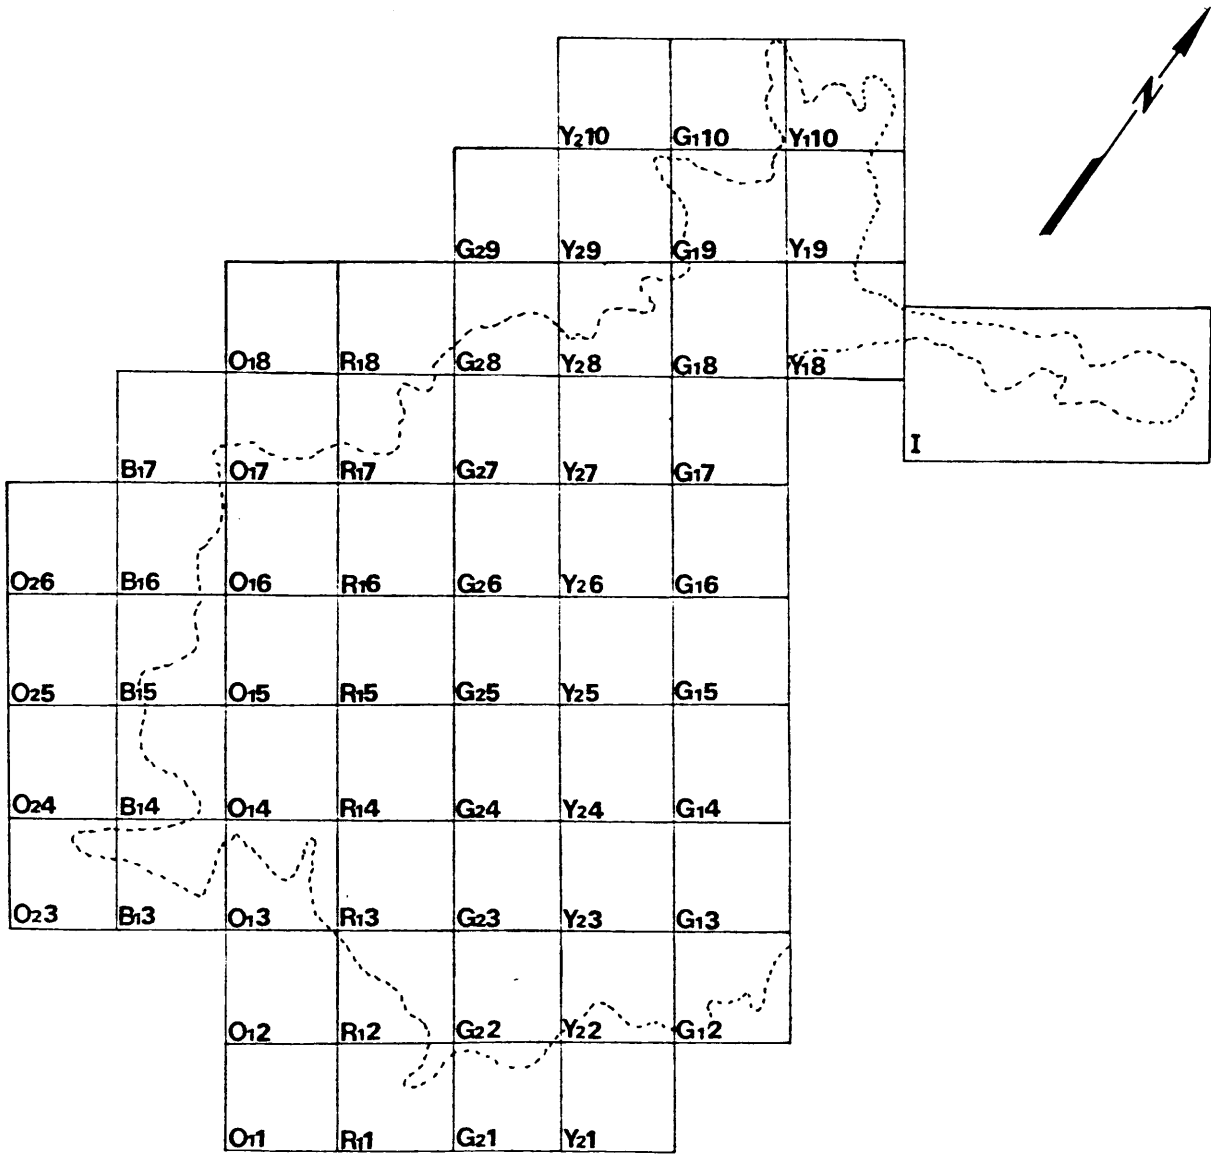 N
Y₂10 G₁10 Y₁10
G₂9 Y₂9 G₁9 Y₁9
O₁8 R₁8 G₂8 Y₂8 G₁8 Y₁8
I
B₁7 O₁7 R₁7 G₂7 Y₂7 G₁7
O₂6 B₁6 O₁6 R₁6 G₂6 Y₂6 G₁6
O₂5 B₁5 O₁5 R₁5 G₂5 Y₂5 G₁5
O₂4 B₁4 O₁4 R₁4 G₂4 Y₂4 G₁4
O₂3 B₁3 O₁3 R₁3 G₂3 Y₂3 G₁3
O₁2 R₁2 G₂2 Y₂2 G₁2
O₁1 R₁1 G₂1 Y₂1